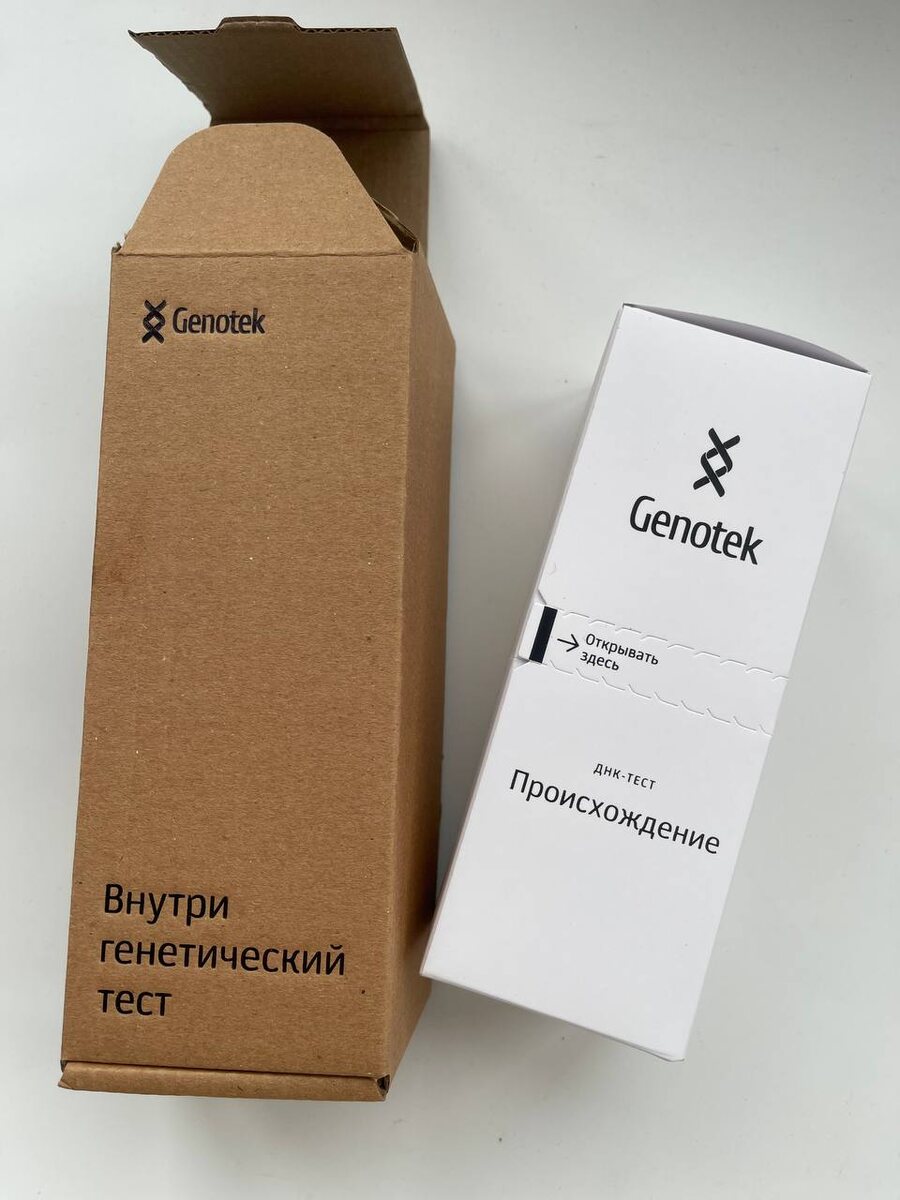 Genotek
Внутри
генетический
тест
Genotek
Открывать
здесь
ДНК-ТЕСТ
Происхождение